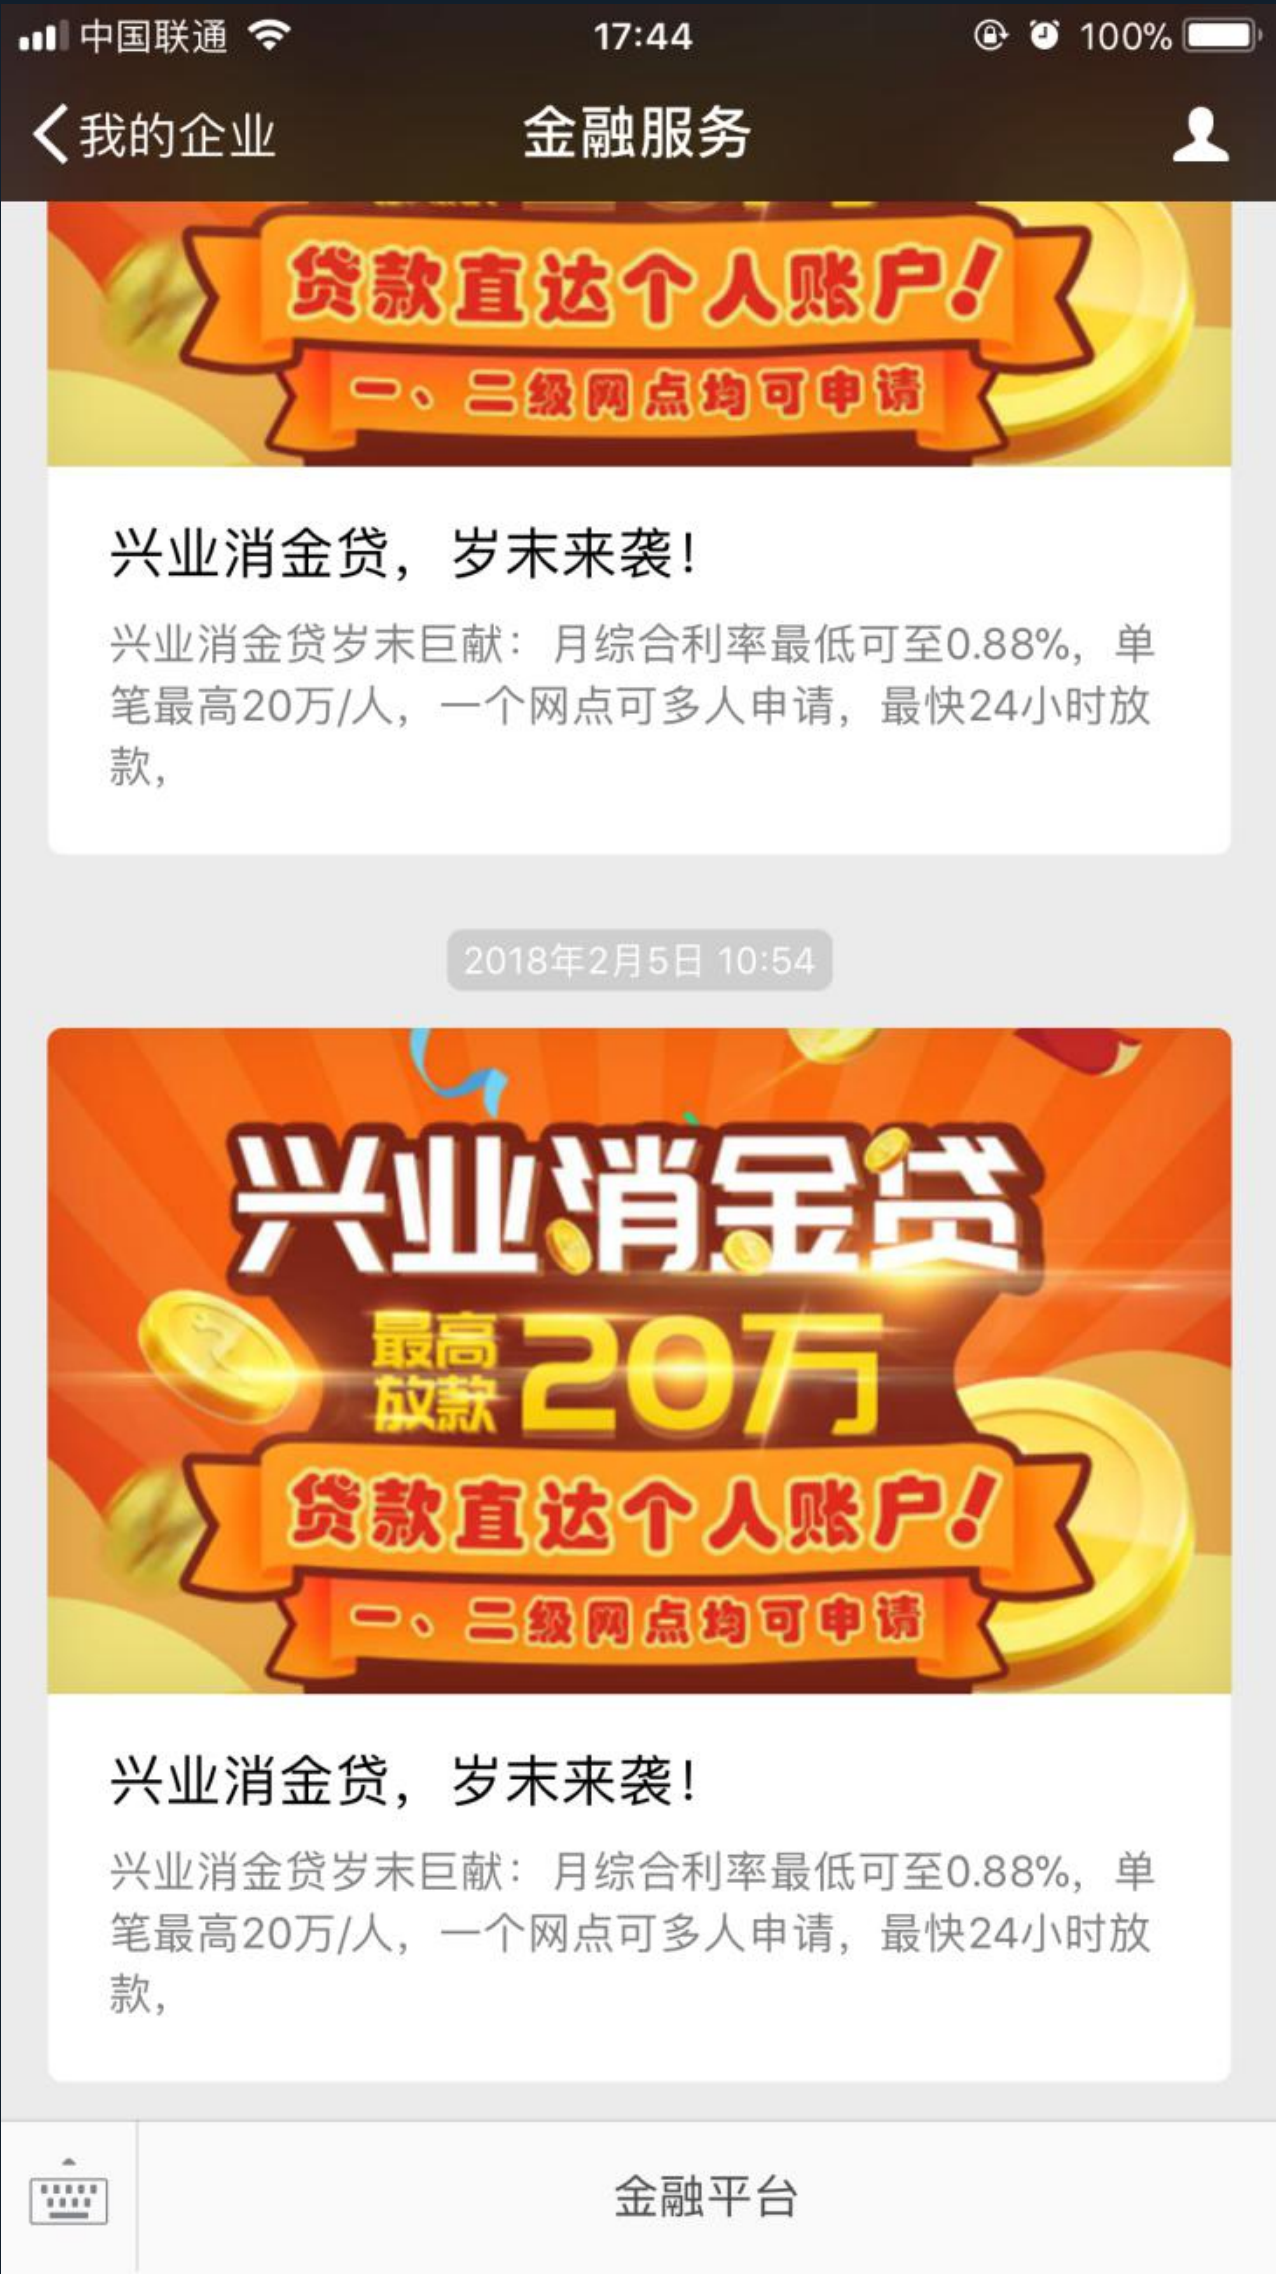 中国联通
17:44
100%
我的企业
金融服务
贷款直达个人账户!
一、二级网点均可申请
兴业消金贷，岁末来袭！
兴业消金贷岁末巨献：月综合利率最低可至0.88%，单
笔最高20万/人，一个网点可多人申请，最快24小时放
款，
2018年2月5日 10:54
兴业消金贷
最高
放款
20万
贷款直达个人账户!
一、二级网点均可申请
兴业消金贷，岁末来袭！
兴业消金贷岁末巨献：月综合利率最低可至0.88%，单
笔最高20万/人，一个网点可多人申请，最快24小时放
款，
金融平台